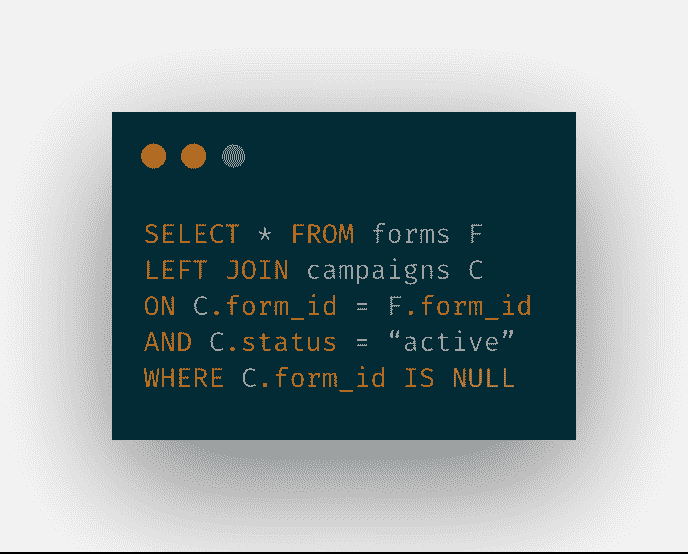 SELECT * FROM forms F
LEFT JOIN campaigns C
ON C.form_id = F.form_id
AND C.status = “active”
WHERE C.form_id IS NULL